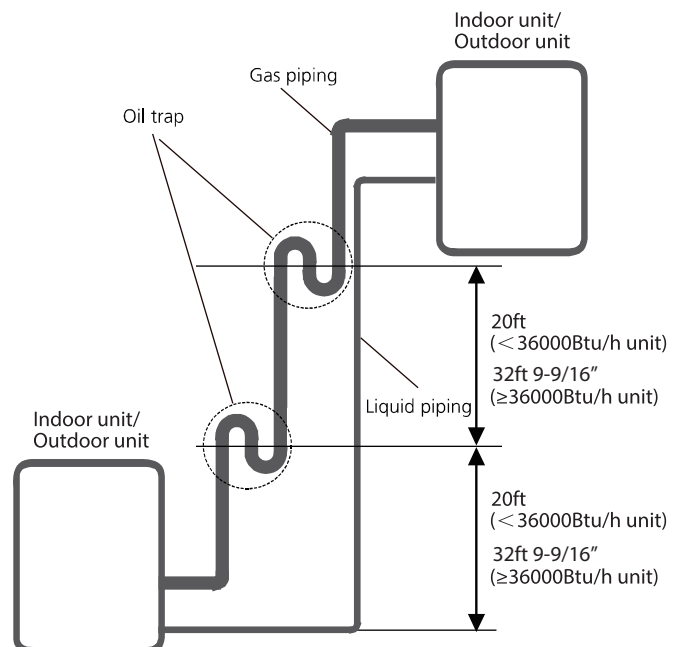 Indoor unit/
Outdoor unit
Gas piping
Oil trap
20ft
(＜36000Btu/h unit)
32ft 9-9/16”
(≥36000Btu/h unit)
Liquid piping
Indoor unit/
Outdoor unit
20ft
(＜36000Btu/h unit)
32ft 9-9/16”
(≥36000Btu/h unit)